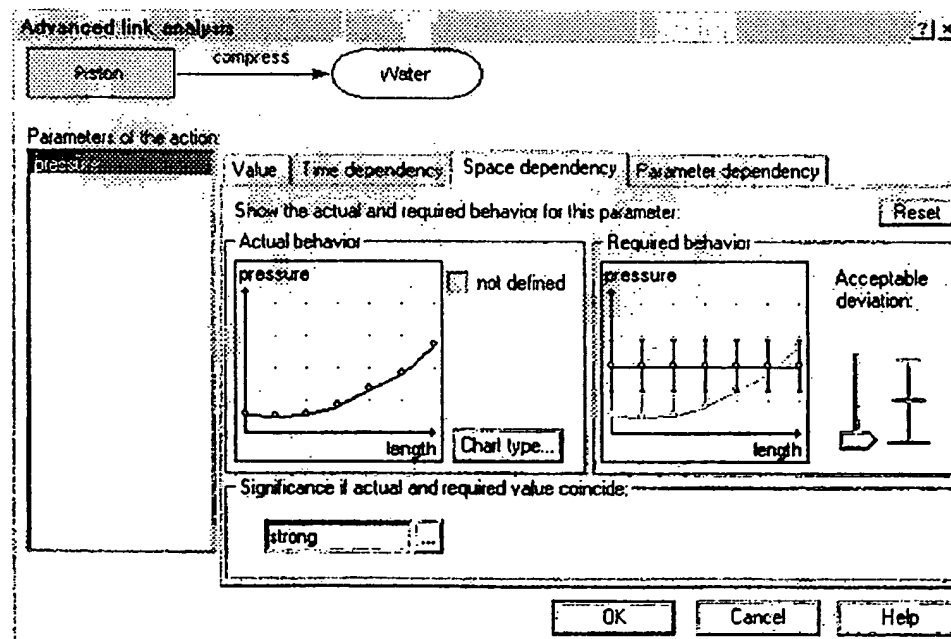 Advanced link analysis
? ×
Piston
compress
Water
Parameters of the action:
pressure
Value
Time dependency
Space dependency
Parameter dependency
Show the actual and required behavior for this parameter:
Reset
Actual behavior
pressure
length
not defined
Chart type...
Required behavior
pressure
length
Acceptable
deviation:
Significance if actual and required value coincide:
strong
...
OK
Cancel
Help